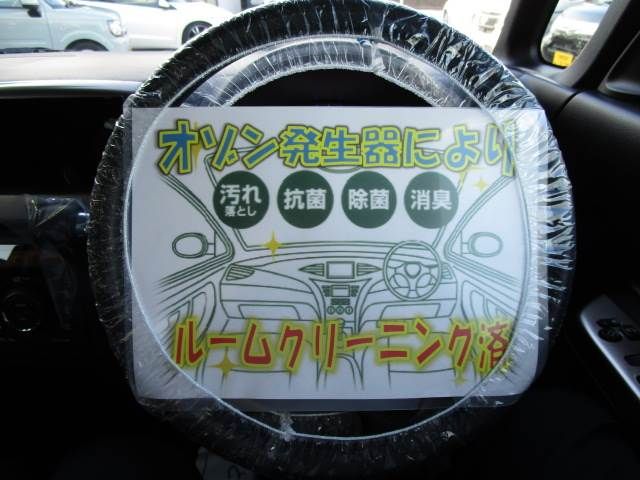 オゾン発生器により
汚れ落とし 抗菌 除菌 消臭
ルームクリーニング済